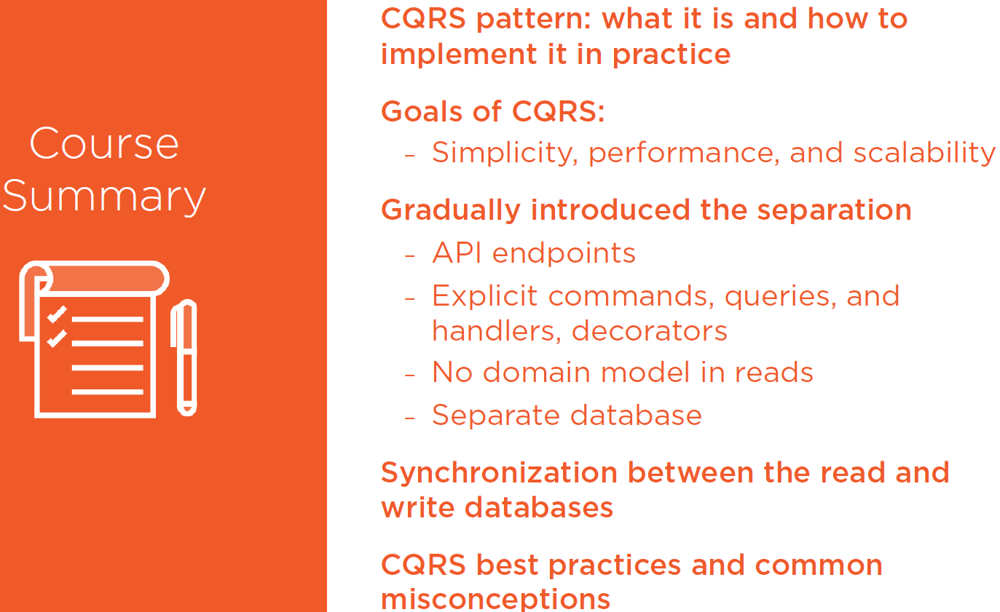 Course
Summary
CQRS pattern: what it is and how to
implement it in practice
Goals of CQRS:
- Simplicity, performance, and scalability
Gradually introduced the separation
- API endpoints
- Explicit commands, queries, and
handlers, decorators
- No domain model in reads
- Separate database
Synchronization between the read and
write databases
CQRS best practices and common
misconceptions